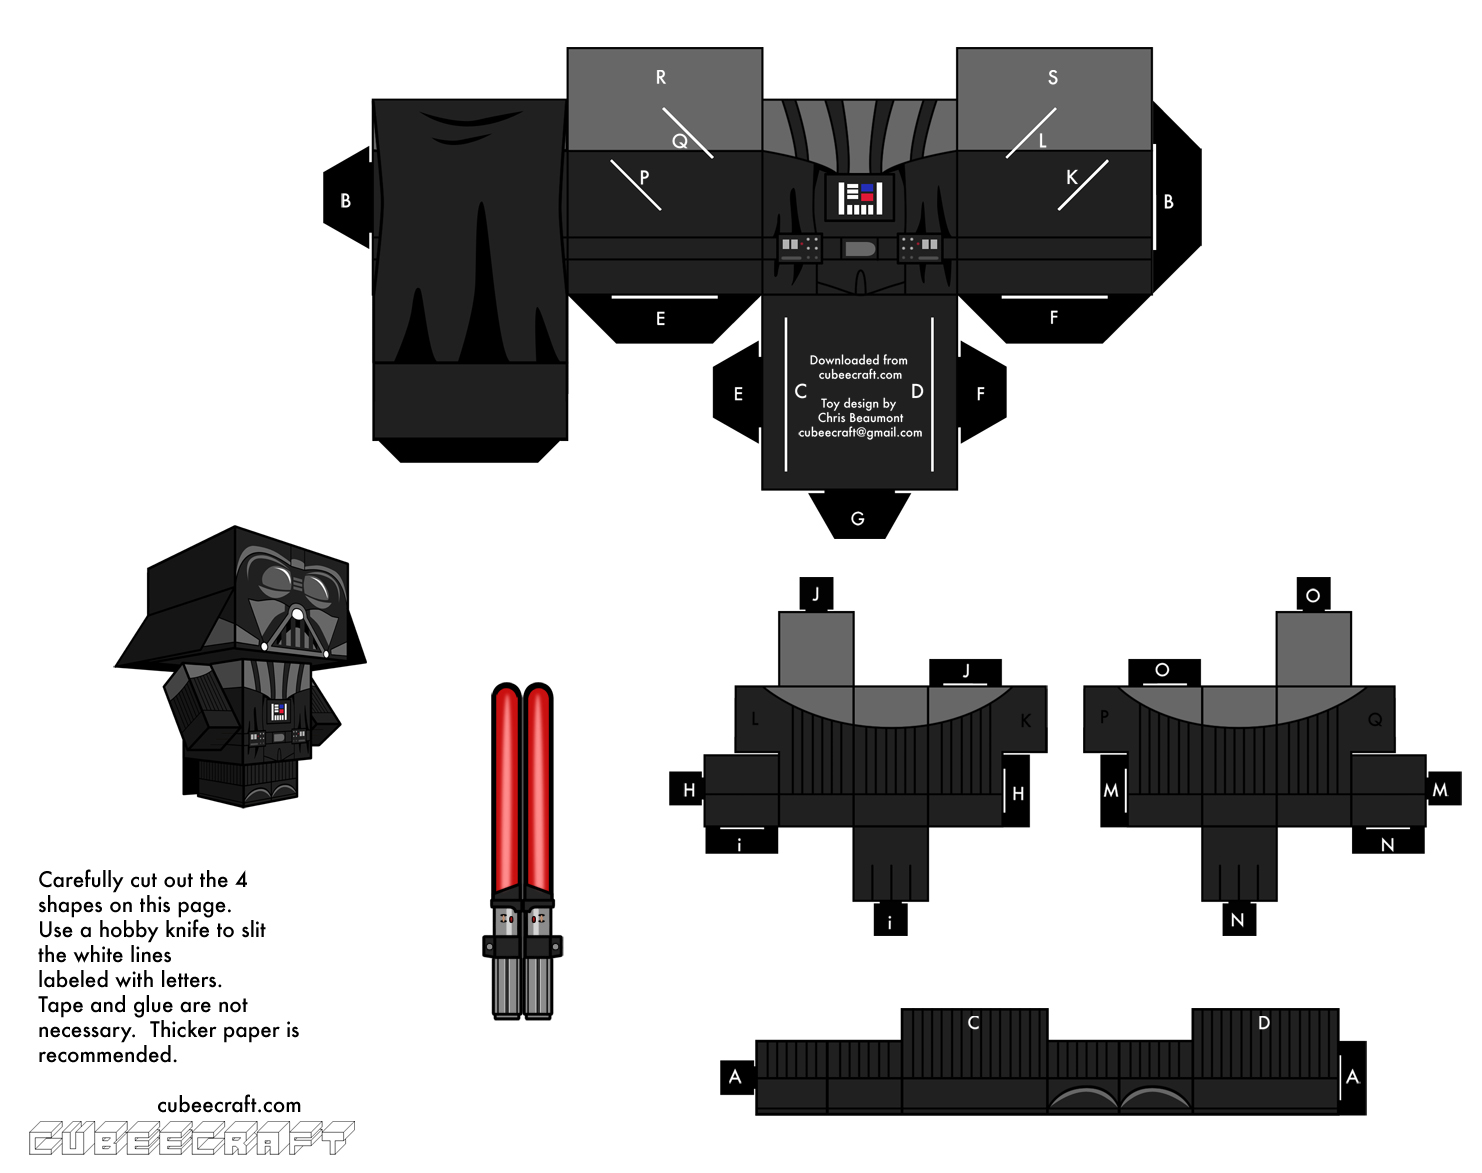 R
S
Q
L
P
K
B
B
E
F
Downloaded from
cubeecraft.com
E
C
D
F
Toy design by
Chris Beaumont
cubeecraft@gmail.com
G
J
O
J
O
L
K
P
Q
H
H
M
M
i
N
i
N
Carefully cut out the 4
shapes on this page.
Use a hobby knife to slit
the white lines
labeled with letters.
Tape and glue are not
necessary. Thicker paper is
recommended.
C
D
A
A
cubeecraft.com
CUBEECRAFT